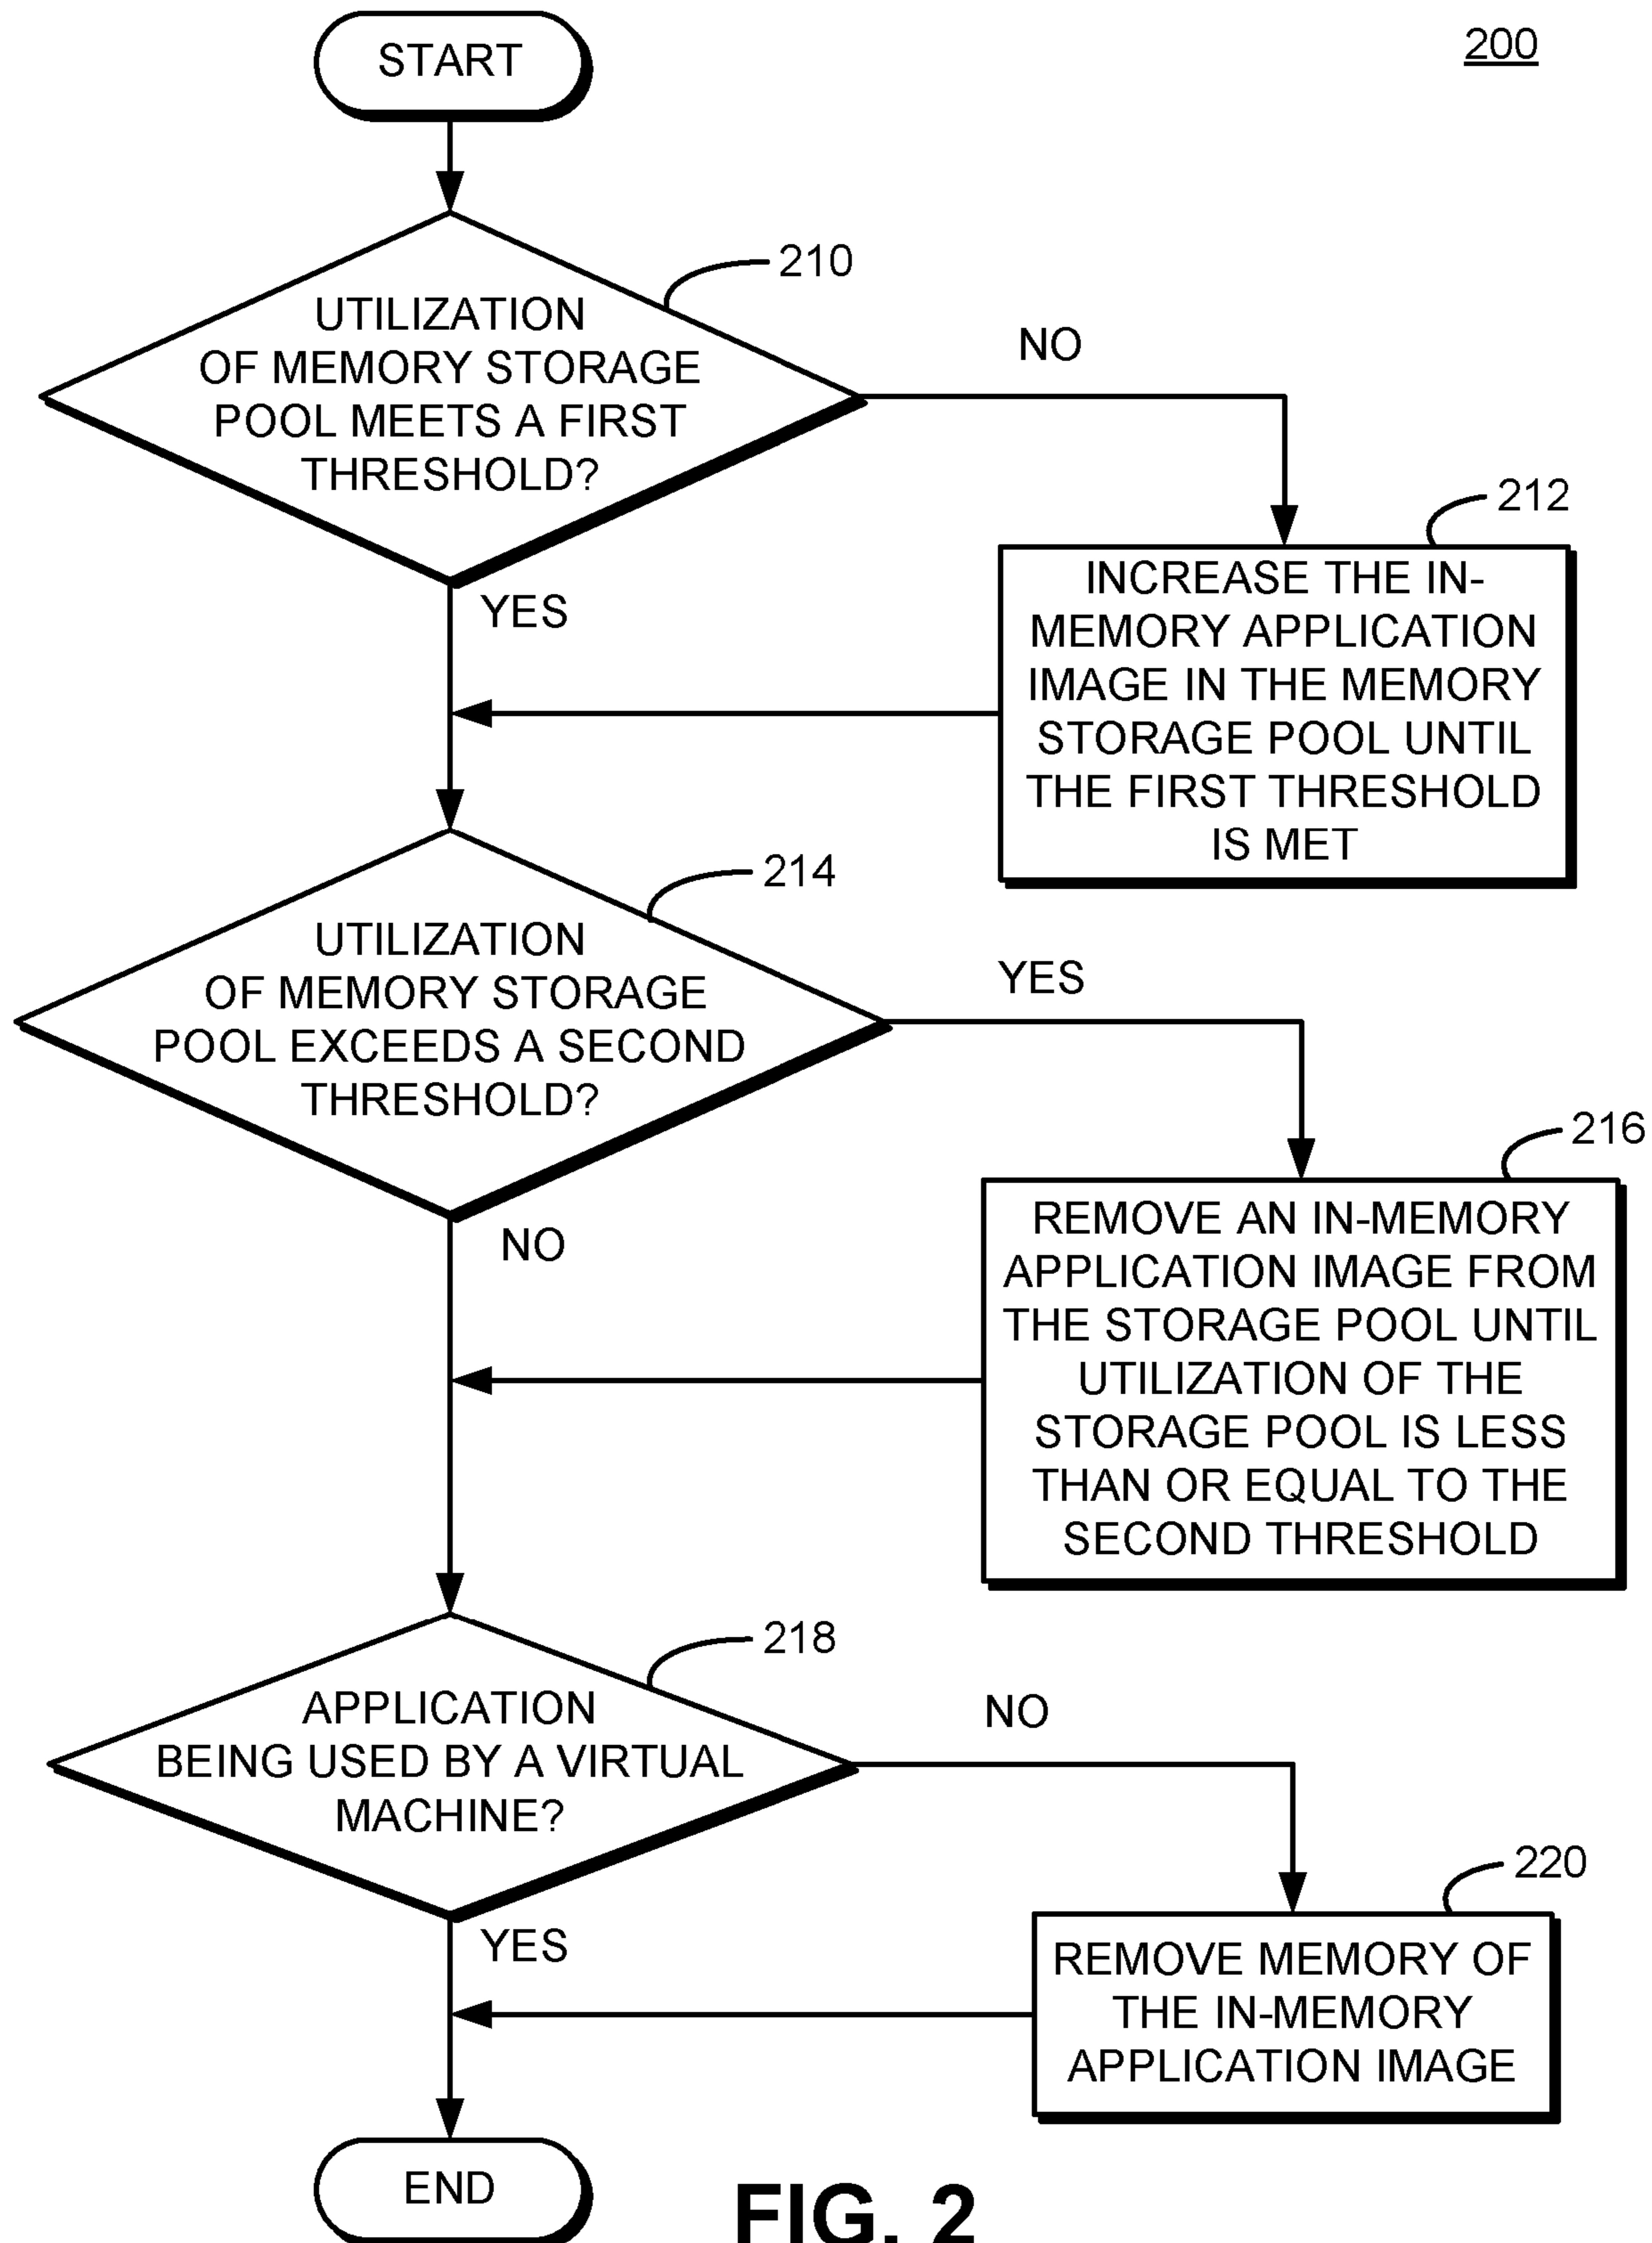 START
200
210
UTILIZATION
OF MEMORY STORAGE
POOL MEETS A FIRST
THRESHOLD?
NO
YES
212
INCREASE THE IN-
MEMORY APPLICATION
IMAGE IN THE MEMORY
STORAGE POOL UNTIL
THE FIRST THRESHOLD
IS MET
214
UTILIZATION
OF MEMORY STORAGE
POOL EXCEEDS A SECOND
THRESHOLD?
YES
NO
216
REMOVE AN IN-MEMORY
APPLICATION IMAGE FROM
THE STORAGE POOL UNTIL
UTILIZATION OF THE
STORAGE POOL IS LESS
THAN OR EQUAL TO THE
SECOND THRESHOLD
218
APPLICATION
BEING USED BY A VIRTUAL
MACHINE?
NO
YES
220
REMOVE MEMORY OF
THE IN-MEMORY
APPLICATION IMAGE
END
FIG. 2